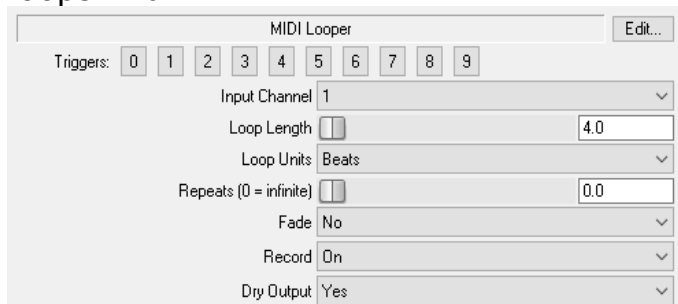 MIDI Looper Edit...
Triggers: 0 1 2 3 4 5 6 7 8 9
Input Channel 1
Loop Length 4.0
Loop Units Beats
Repeats (0 = infinite) 0.0
Fade No
Record On
Dry Output Yes